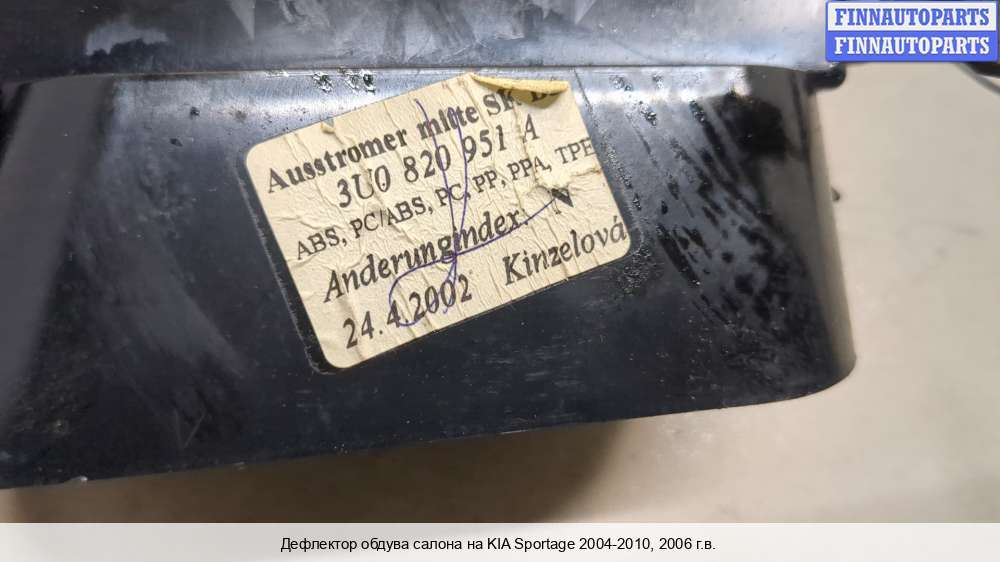 FINNAUTOPARTS
FINNAUTOPARTS
Ausstromer mitte SK
3U0 820 951 A
ABS, PC/ABS, PC, PP, PPA, TPE
Anderungindex: N
24.4.2002 Kinzelová
Дефлектор обдува салона на KIA Sportage 2004-2010, 2006 г.в.